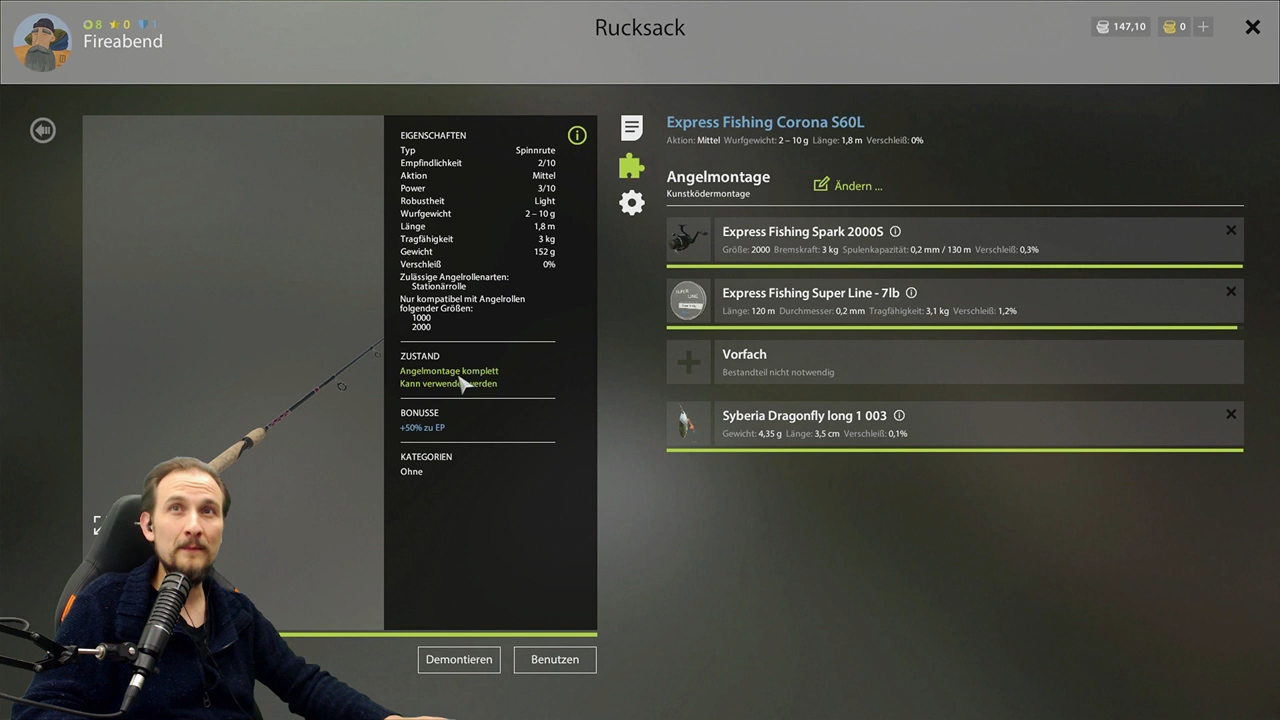 8 0 1
Fireabend
Rucksack
147,10 0
EIGENSCHAFTEN
Typ Spinnrute
Empfindlichkeit 2/10
Aktion Mittel
Power 3/10
Robustheit Light
Wurfgewicht 2 – 10 g
Länge 1,8 m
Tragfähigkeit 3 kg
Gewicht 152 g
Verschleiß 0%
Zulässige Angelrollenarten:
Stationärrolle
Nur kompatibel mit Angelrollen
folgender Größen:
1000
2000
ZUSTAND
Angelmontage komplett
Kann verwendet werden
BONUSSE
+50% zu EP
KATEGORIEN
Ohne
Demontieren
Benutzen
Express Fishing Corona S60L
Aktion: Mittel Wurfgewicht: 2 – 10 g Länge: 1,8 m Verschleiß: 0%
Angelmontage
Kunstködermontage
Ändern ...
Express Fishing Spark 2000S
Größe: 2000 Bremskraft: 3 kg Spulenkapazität: 0,2 mm / 130 m Verschleiß: 0,3%
Express Fishing Super Line - 7lb
Länge: 120 m Durchmesser: 0,2 mm Tragfähigkeit: 3,1 kg Verschleiß: 1,2%
Vorfach
Bestandteil nicht notwendig
Syberia Dragonfly long 1 003
Gewicht: 4,35 g Länge: 3,5 cm Verschleiß: 0,1%